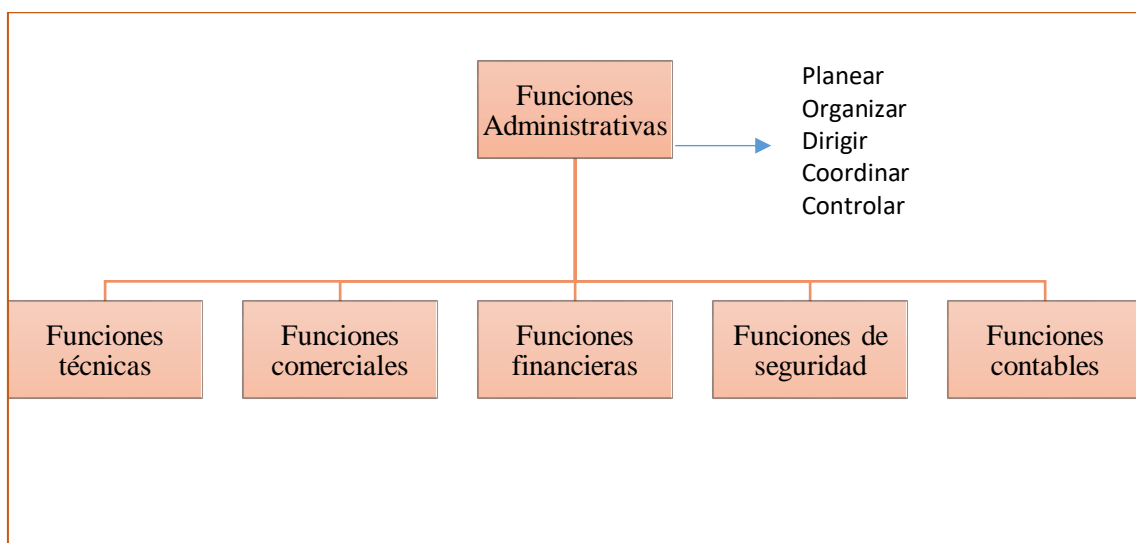 Funciones
Administrativas
Planear
Organizar
Dirigir
Coordinar
Controlar
Funciones
técnicas
Funciones
comerciales
Funciones
financieras
Funciones de
seguridad
Funciones
contables